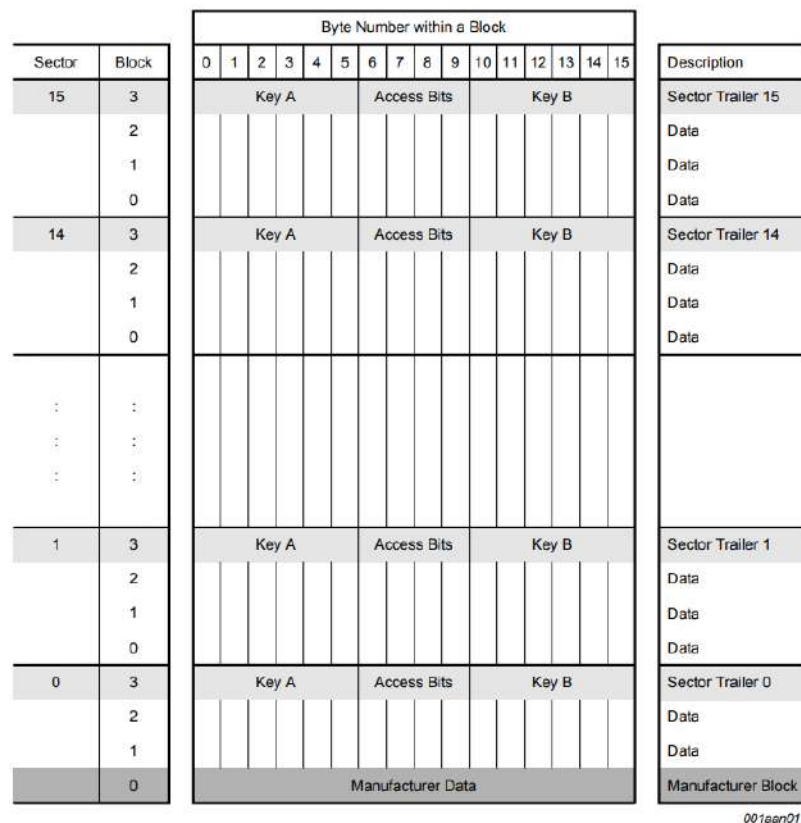 Byte Number within a Block
Sector Block 0 1 2 3 4 5 6 7 8 9 10 11 12 13 14 15 Description
15 3 Key A Access Bits Key B Sector Trailer 15
2 Data
1 Data
0 Data
14 3 Key A Access Bits Key B Sector Trailer 14
2 Data
1 Data
0 Data
: :
: :
: :
1 3 Key A Access Bits Key B Sector Trailer 1
2 Data
1 Data
0 Data
0 3 Key A Access Bits Key B Sector Trailer 0
2 Data
1 Data
0 Manufacturer Data Manufacturer Block
001aan01